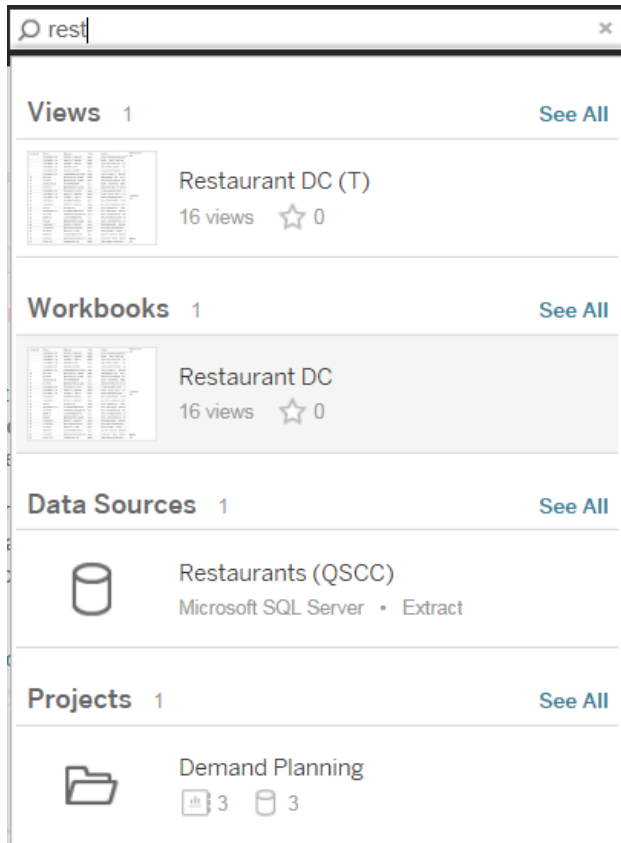 rest
Views 1 See All
Restaurant DC (T)
16 views 0
Workbooks 1 See All
Restaurant DC
16 views 0
Data Sources 1 See All
Restaurants (QSCC)
Microsoft SQL Server • Extract
Projects 1 See All
Demand Planning
3 3